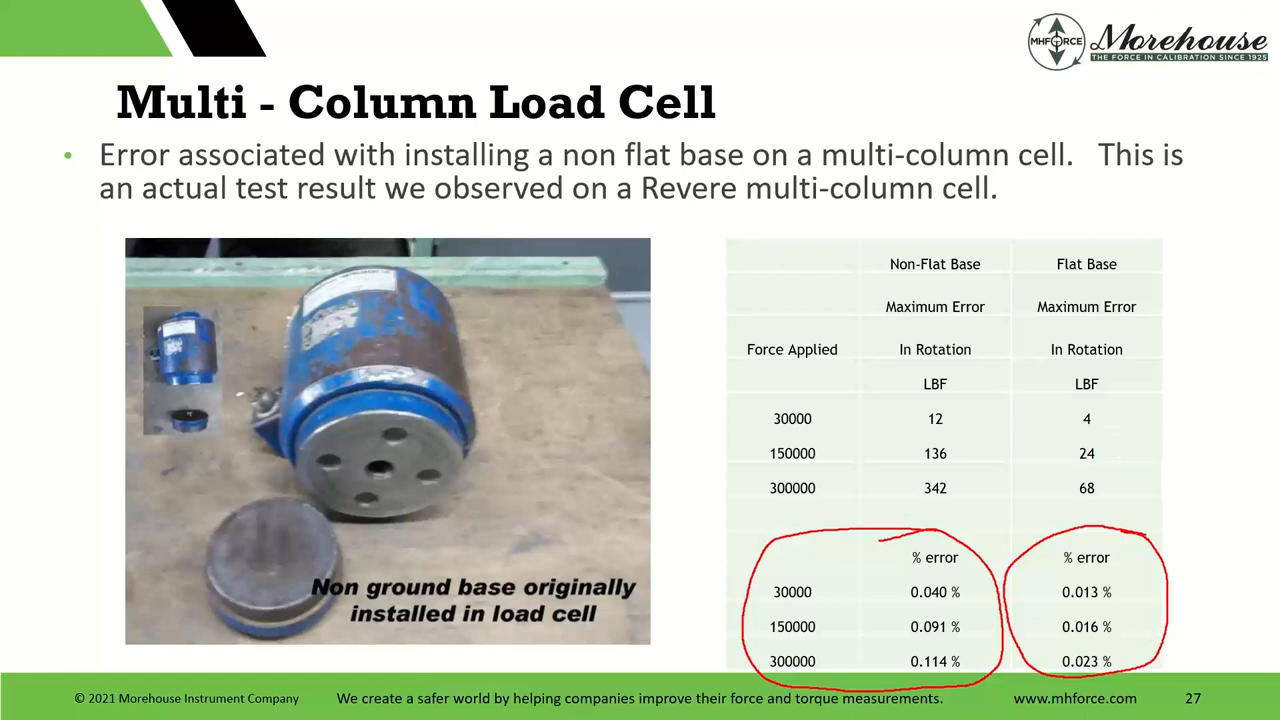 MHFORCE
Morehouse
THE FORCE IN CALIBRATION SINCE 1925
Multi - Column Load Cell
• Error associated with installing a non flat base on a multi-column cell. This is
an actual test result we observed on a Revere multi-column cell.
Non ground base originally
installed in load cell
Non-Flat Base Flat Base
Maximum Error Maximum Error
Force Applied In Rotation In Rotation
LBF LBF
30000 12 4
150000 136 24
300000 342 68
% error % error
30000 0.040 % 0.013 %
150000 0.091 % 0.016 %
300000 0.114 % 0.023 %
© 2021 Morehouse Instrument Company We create a safer world by helping companies improve their force and torque measurements. www.mhforce.com 27